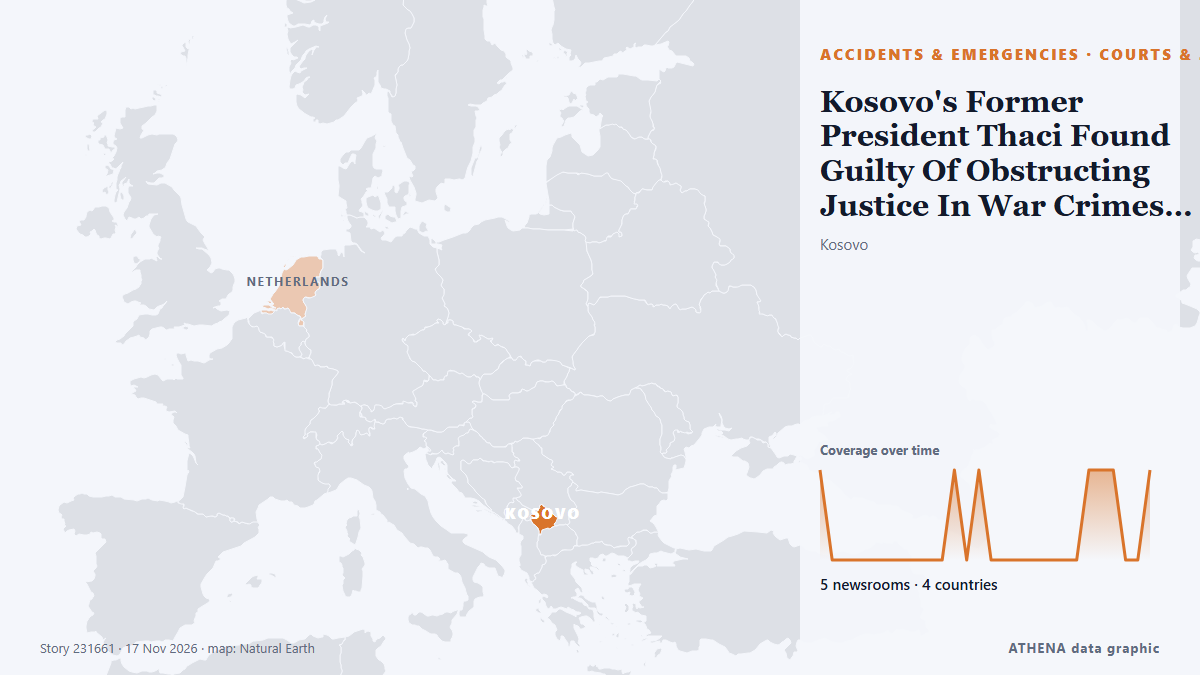 ACCIDENTS & EMERGENCIES · COURTS &
Kosovo's Former
President Thaci Found
Guilty Of Obstructing
Justice In War Crimes...
Kosovo
NETHERLANDS
KOSOVO
Coverage over time
5 newsrooms · 4 countries
Story 231661 · 17 Nov 2026 · map: Natural Earth
ATHENA data graphic